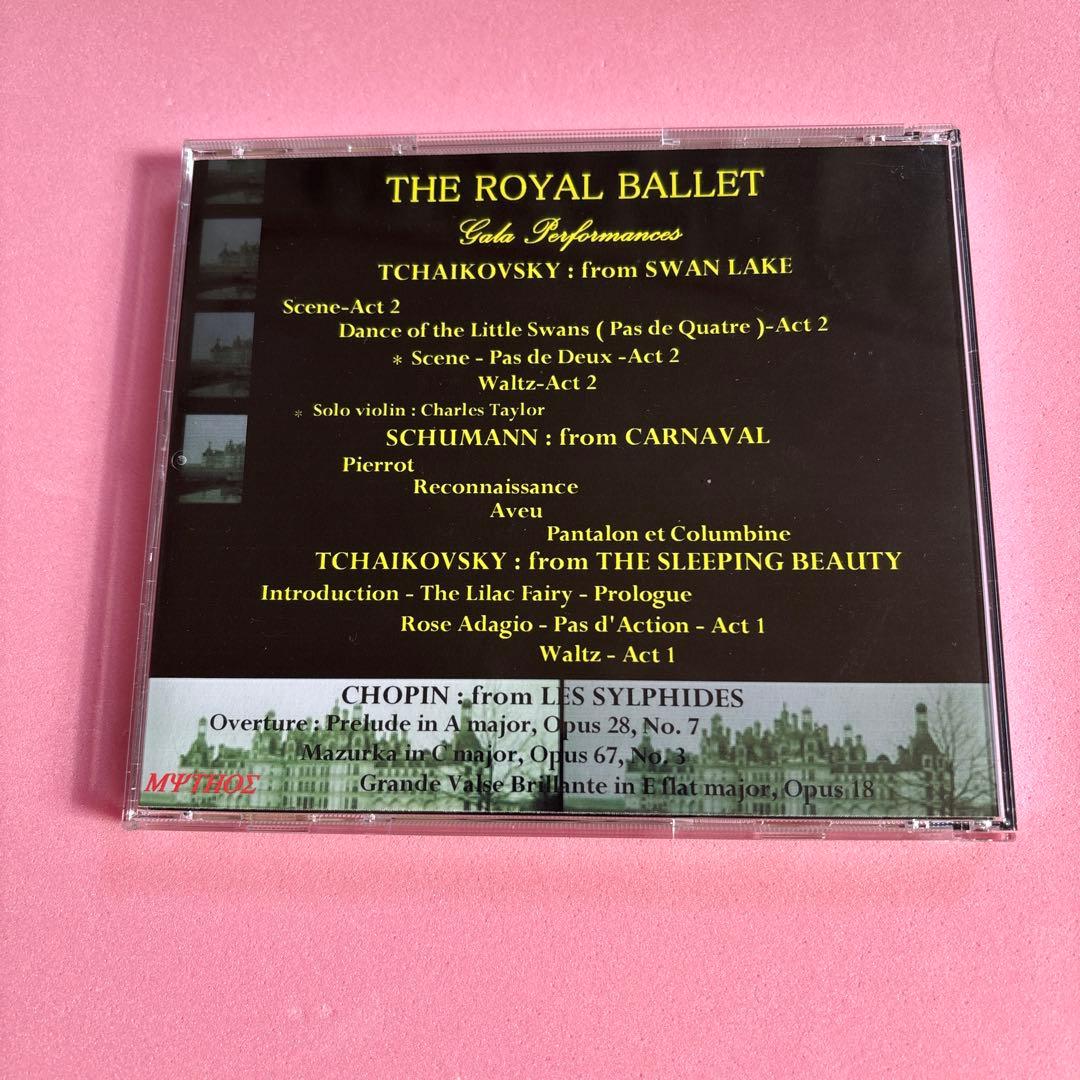 THE ROYAL BALLET
Gala Performances
TCHAIKOVSKY : from SWAN LAKE
Scene-Act 2
Dance of the Little Swans ( Pas de Quatre )-Act 2
* Scene - Pas de Deux -Act 2
Waltz-Act 2
* Solo violin : Charles Taylor
SCHUMANN : from CARNAVAL
Pierrot
Reconnaissance
Aveu
Pantalon et Columbine
TCHAIKOVSKY : from THE SLEEPING BEAUTY
Introduction - The Lilac Fairy - Prologue
Rose Adagio - Pas d'Action - Act 1
Waltz - Act 1
CHOPIN : from LES SYLPHIDES
Overture : Prelude in A major, Opus 28, No. 7
Mazurka in C major, Opus 67, No. 3
Grande Valse Brillante in E flat major, Opus 18
MΨTHOΣ